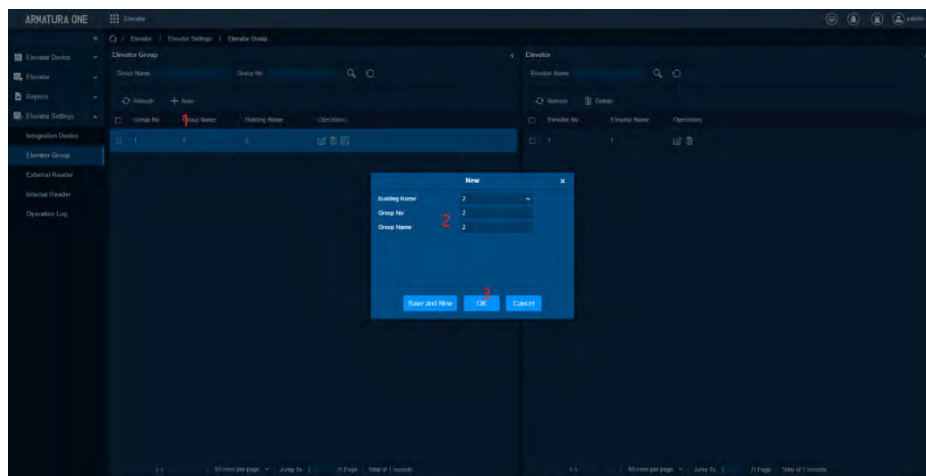 ARMATURA ONE
Elevator
admin
/ Elevator / Elevator Settings / Elevator Group
Elevator Device
Elevator
Reports
Elevator Settings
Integration Device
Elevator Group
External Reader
Internal Reader
Operation Log
Elevator Group
Group Name
Group No
Refresh
New
1
Group No
Group Name
Building Name
Operations
1
1
Elevator
Elevator Name
Refresh
Delete
Elevator No
Elevator Name
Operations
1
1
New
Building Name 2
Group No 2
Group Name 2
2
3
Save and New
OK
Cancel
50 rows per page
Jump To
/1 Page
Total of 1 records
50 rows per page
Jump To
/1 Page
Total of 1 records